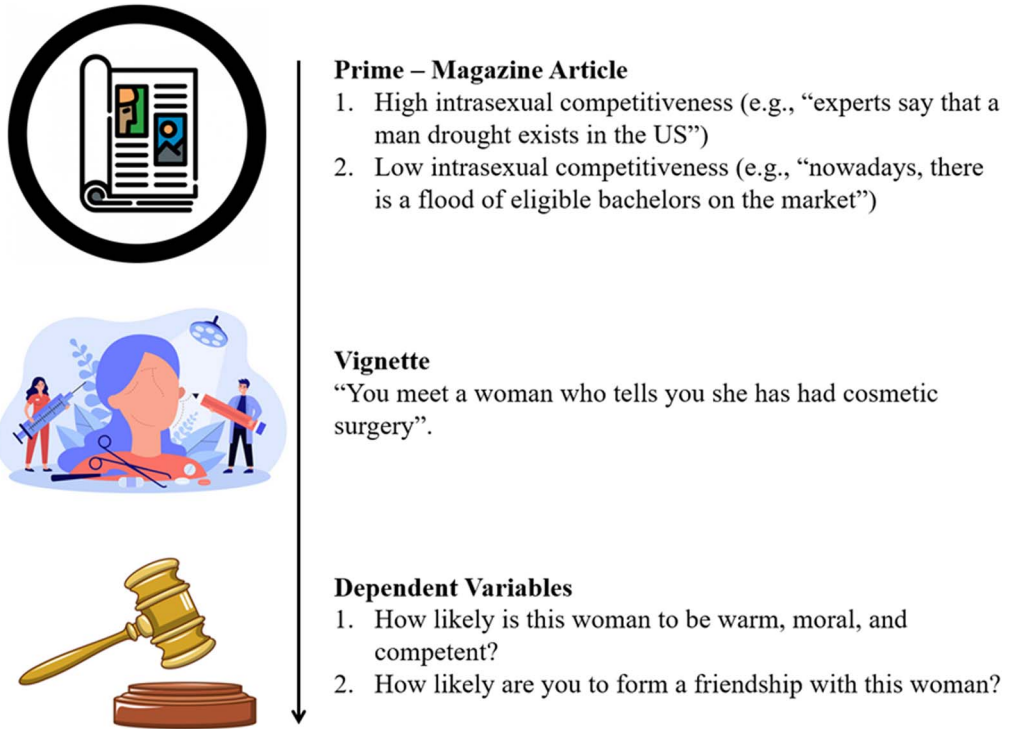 Prime – Magazine Article
1. High intrasexual competitiveness (e.g., “experts say that a
man drought exists in the US”)
2. Low intrasexual competitiveness (e.g., “nowadays, there
is a flood of eligible bachelors on the market”)
Vignette
“You meet a woman who tells you she has had cosmetic
surgery”.
Dependent Variables
1. How likely is this woman to be warm, moral, and
competent?
2. How likely are you to form a friendship with this woman?